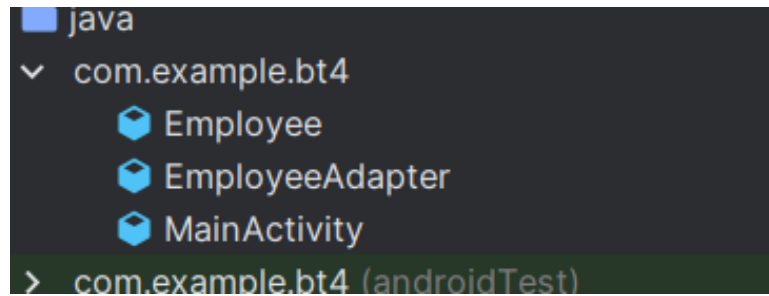 java
com.example.bt4
Employee
EmployeeAdapter
MainActivity
com.example.bt4 (androidTest)